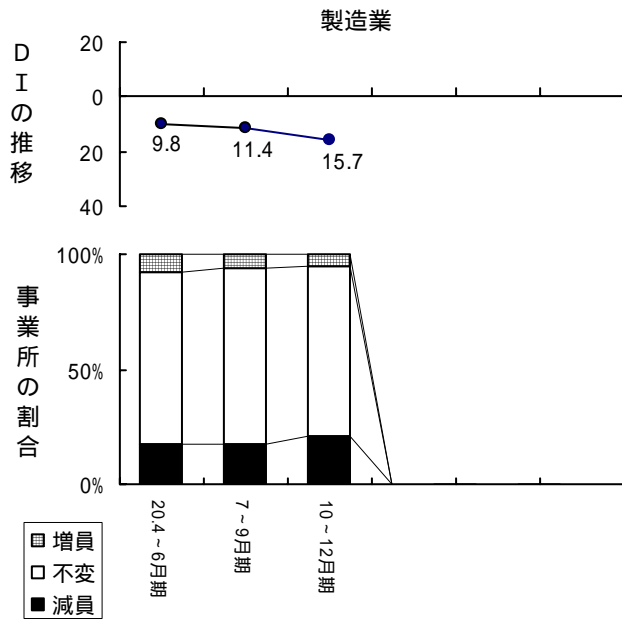 製造業
DIの推移
20
0
20
40
9.8
11.4
15.7
事業所の割合
100%
50%
0%
20.4~6月期
7~9月期
10~12月期
増員
不変
減員